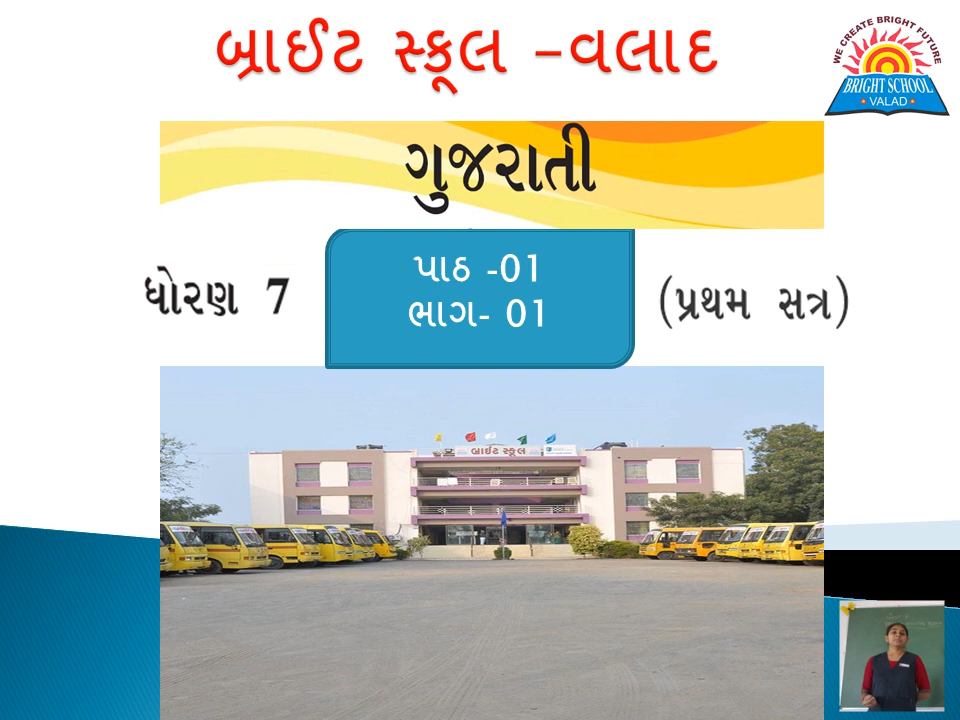 બ્રાઈટ સ્કૂલ –વલાદ
WE CREATE BRIGHT FUTURE
BRIGHT SCHOOL
VALAD
ગુજરાતી
ધોરણ 7
પાઠ -01
ભાગ- 01
(પ્રથમ સત્ર)
બ્રાઈટ સ્કૂલ